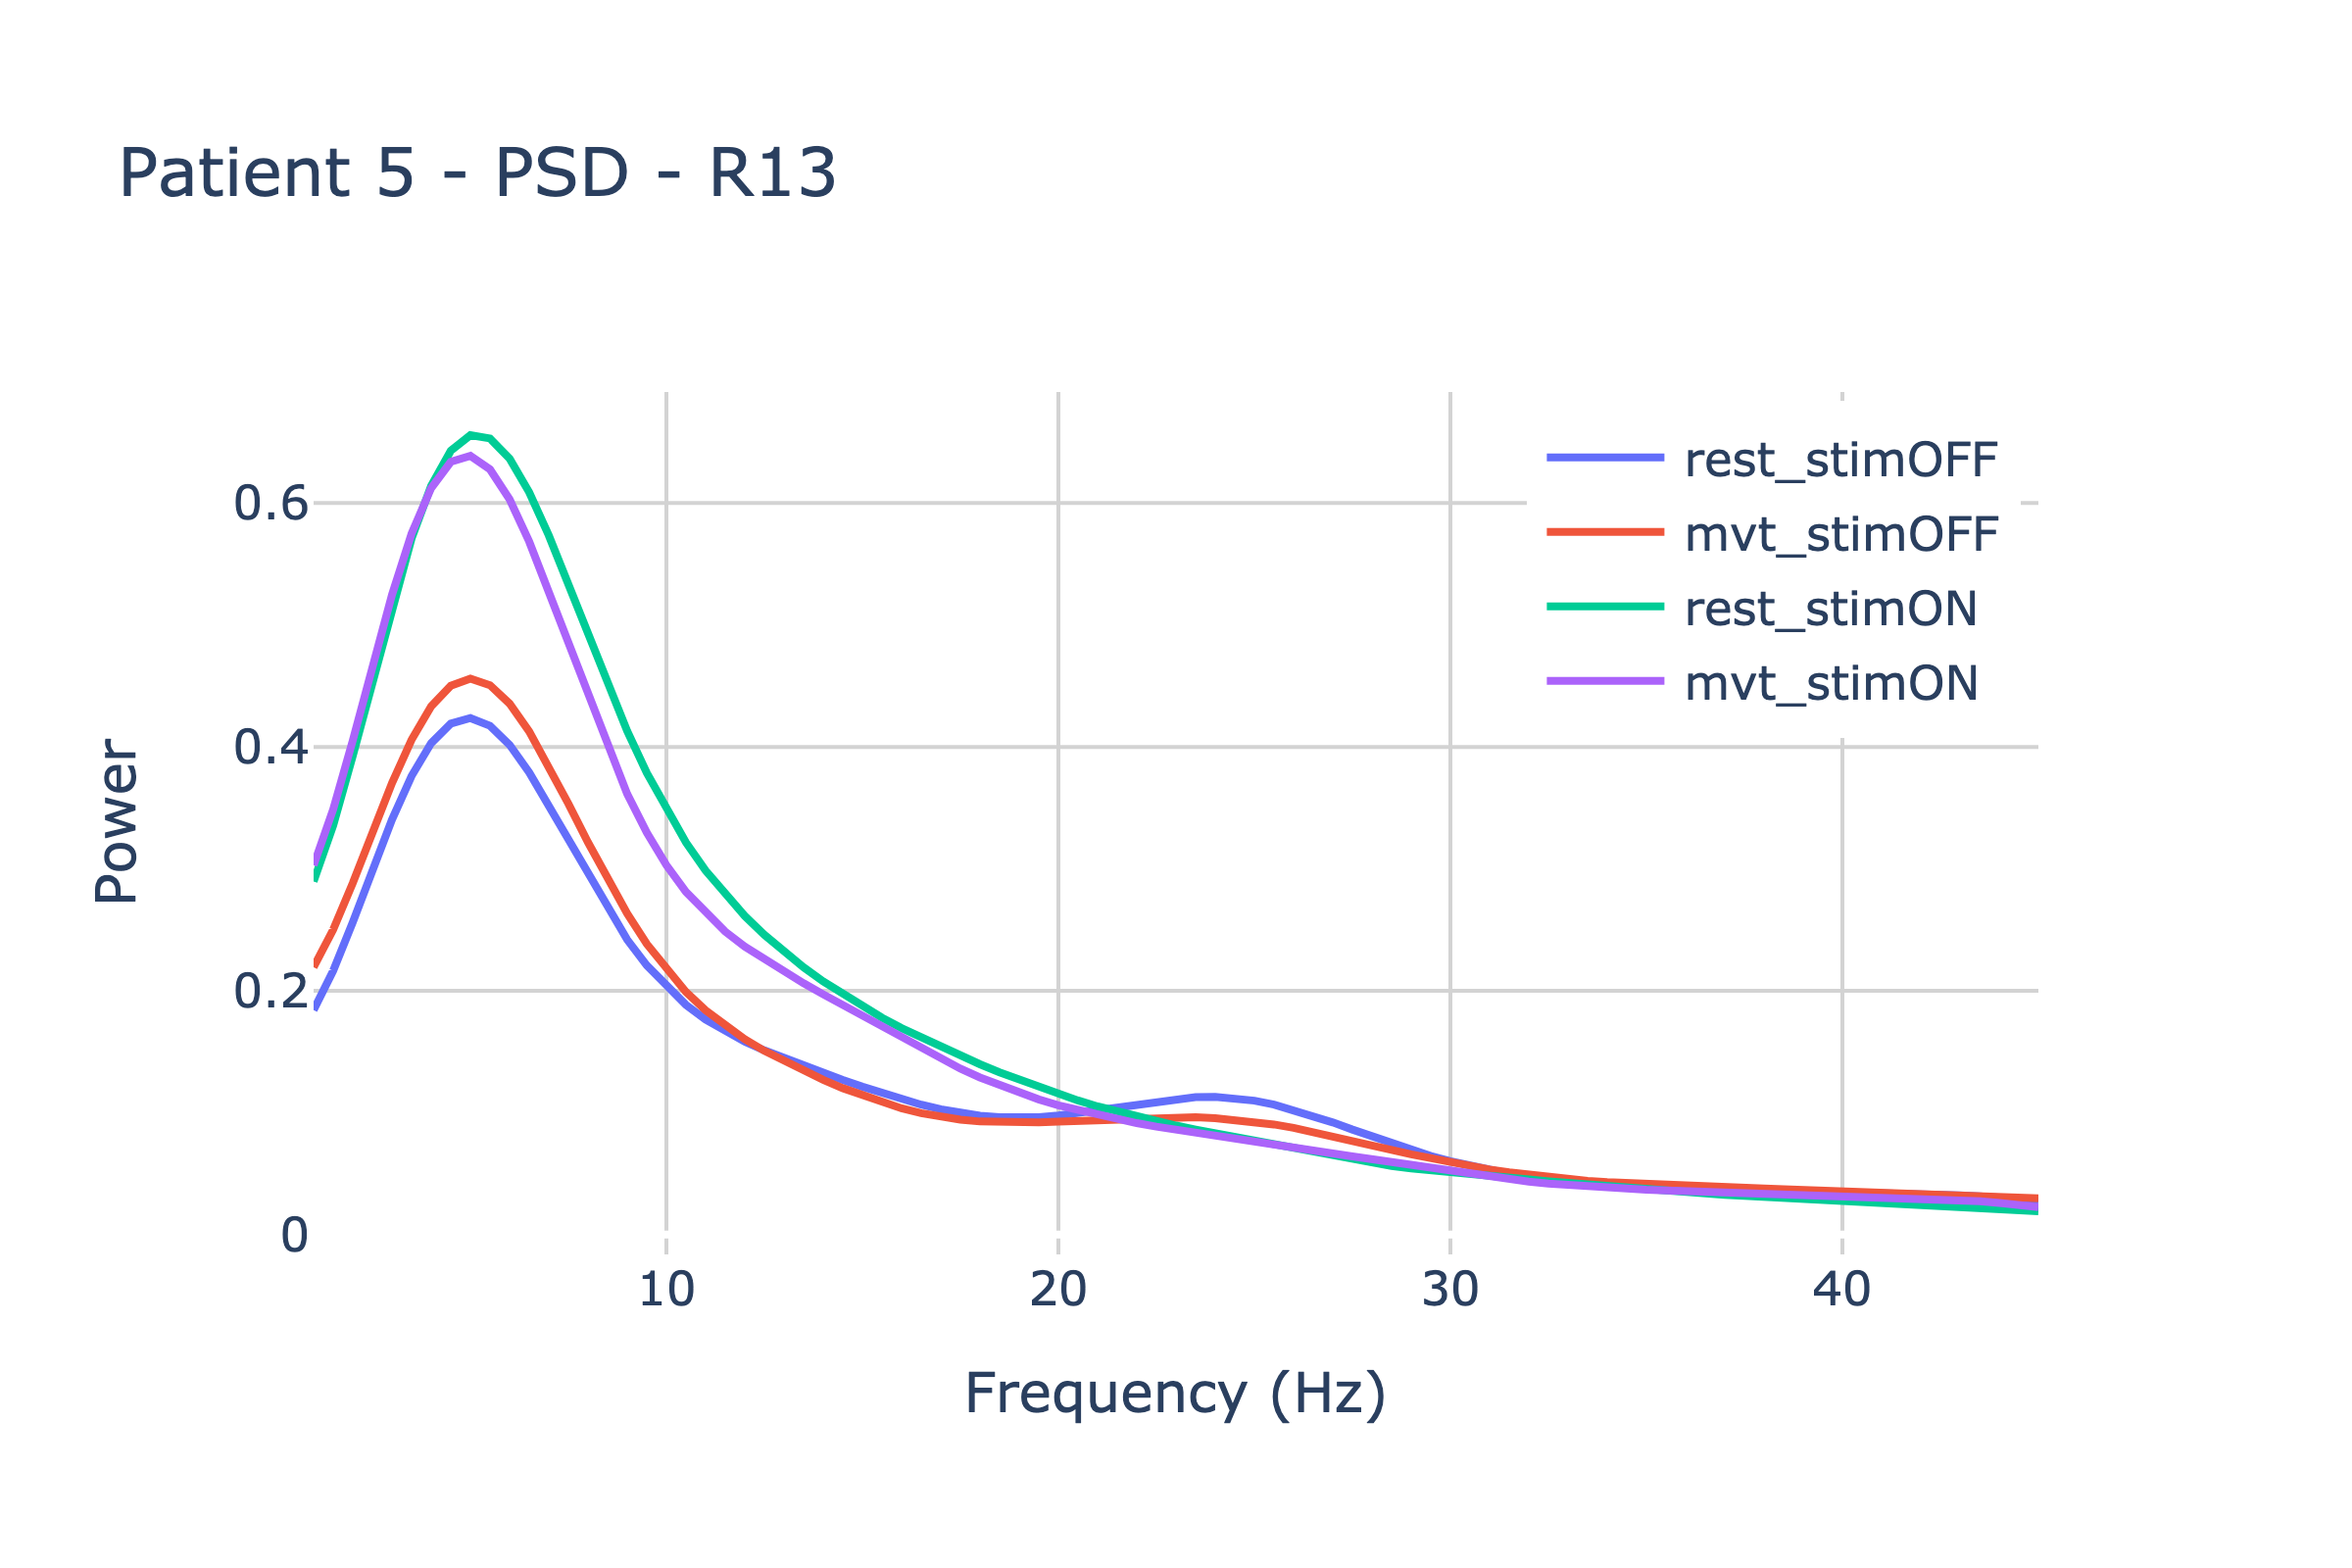 Patient 5 - PSD - R13
rest_stimOFF
mvt_stimOFF
rest_stimON
mvt_stimON
0.6
0.4
0.2
0
Power
10 20 30 40
Frequency (Hz)